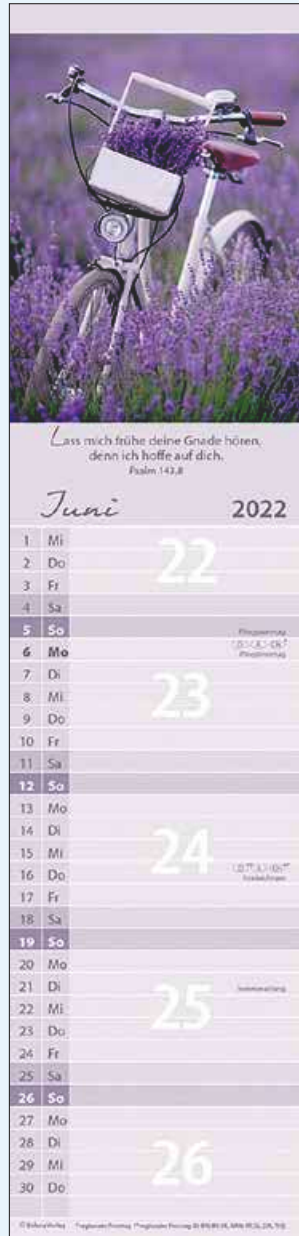 Lass mich frühe deine Gnade hören,
denn ich hoffe auf dich.
Psalm 143,8
Juni 2022
1 Mi 22
2 Do
3 Fr
4 Sa
5 So Pfingstsonntag
6 Mo Pfingstmontag
7 Di 23
8 Mi
9 Do
10 Fr
11 Sa
12 So
13 Mo
14 Di 24
15 Mi
16 Do
17 Fr
18 Sa
19 So
20 Mo
21 Di 25
22 Mi
23 Do
24 Fr
25 Sa
26 So
27 Mo
28 Di 26
29 Mi
30 Do